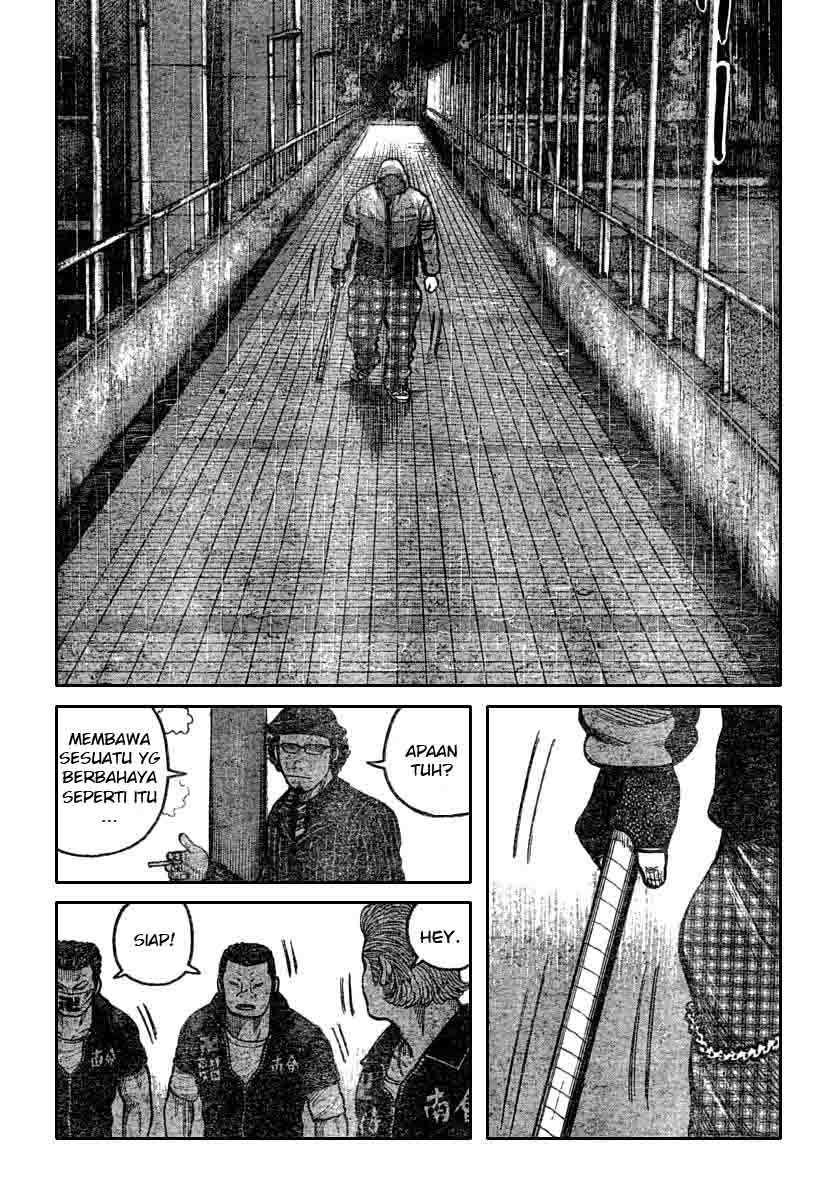 APAAN
TUH?
MEMBAWA
SESUATU YG
BERBAHAYA
SEPERTI ITU
...
HEY.
SIAP!